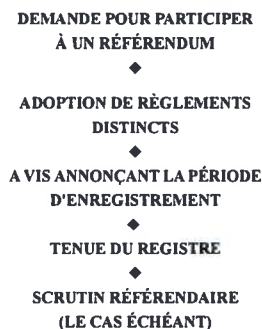 DEMANDE POUR PARTICIPER
À UN RÉFÉRENDUM
◆
ADOPTION DE RÈGLEMENTS
DISTINCTS
◆
A VIS ANNONÇANT LA PÉRIODE
D'ENREGISTREMENT
◆
TENUE DU REGISTRE
◆
SCRUTIN RÉFÉRENDAIRE
(LE CAS ÉCHÉANT)